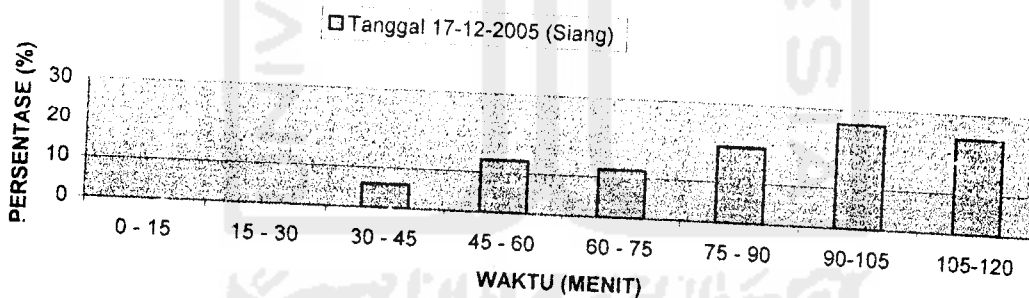 Tanggal 17-12-2005 (Siang)
PERSENTASE (%)
30
20
10
0
0 - 15 15 - 30 30 - 45 45 - 60 60 - 75 75 - 90 90-105 105-120
WAKTU (MENIT)